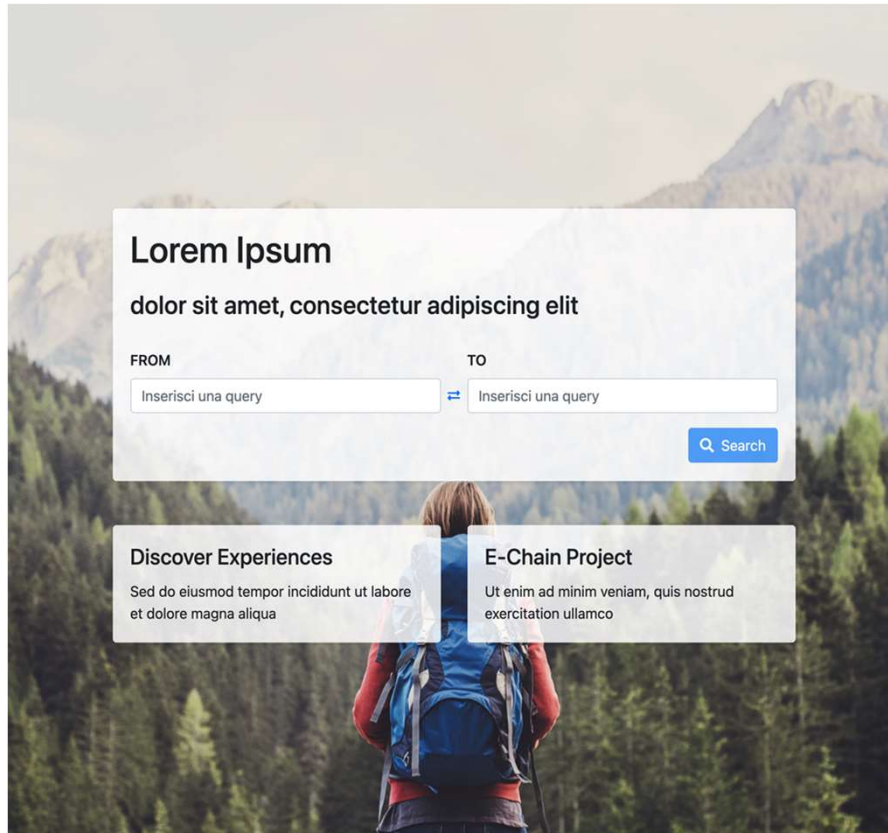 Lorem Ipsum
dolor sit amet, consectetur adipiscing elit
FROM
TO
Inserisci una query
Inserisci una query
Search
Discover Experiences
Sed do eiusmod tempor incididunt ut labore
et dolore magna aliqua
E-Chain Project
Ut enim ad minim veniam, quis nostrud
exercitation ullamco